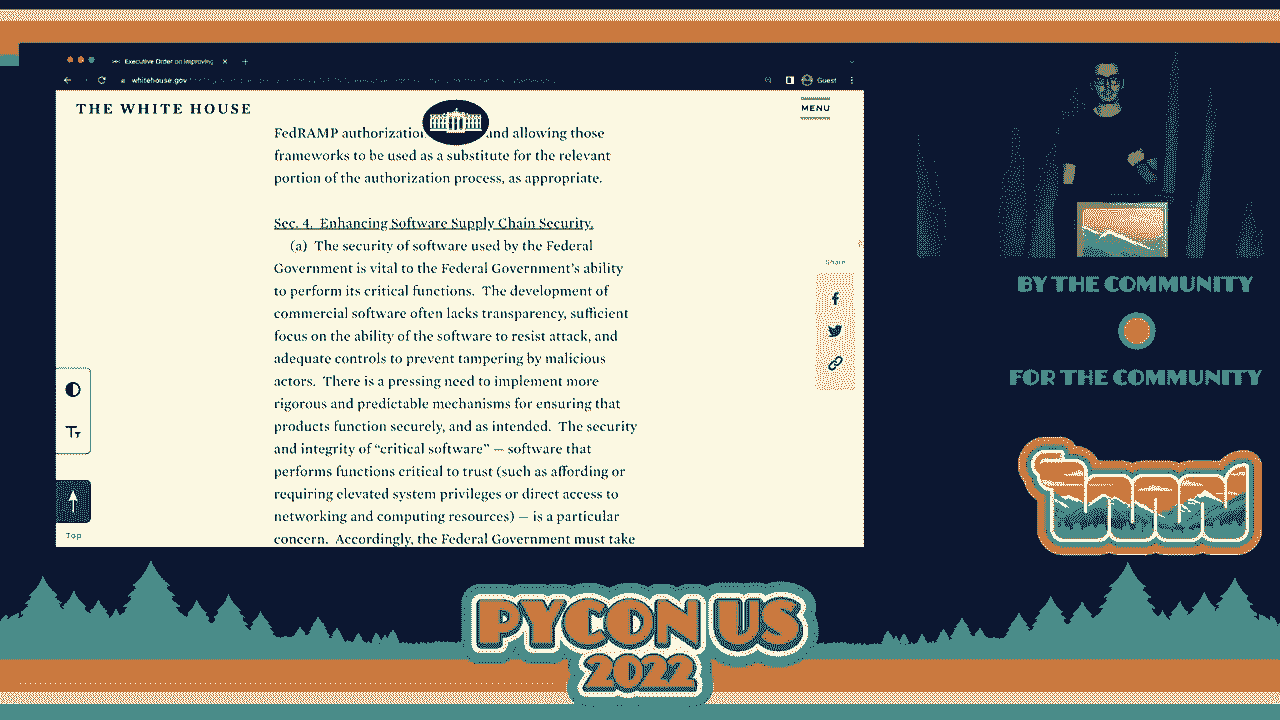 Executive Order on Improving
whitehouse.gov
Guest
THE WHITE HOUSE
MENU
FedRAMP authorization and allowing those
frameworks to be used as a substitute for the relevant
portion of the authorization process, as appropriate.
Sec. 4.  Enhancing Software Supply Chain Security.
(a)  The security of software used by the Federal
Government is vital to the Federal Government’s ability
to perform its critical functions.  The development of
commercial software often lacks transparency, sufficient
focus on the ability of the software to resist attack, and
adequate controls to prevent tampering by malicious
actors.  There is a pressing need to implement more
rigorous and predictable mechanisms for ensuring that
products function securely, and as intended.  The security
and integrity of “critical software” — software that
performs functions critical to trust (such as affording or
requiring elevated system privileges or direct access to
networking and computing resources) — is a particular
concern.  Accordingly, the Federal Government must take
Share
Tт
Top
BY THE COMMUNITY
FOR THE COMMUNITY
PYCON US
2022